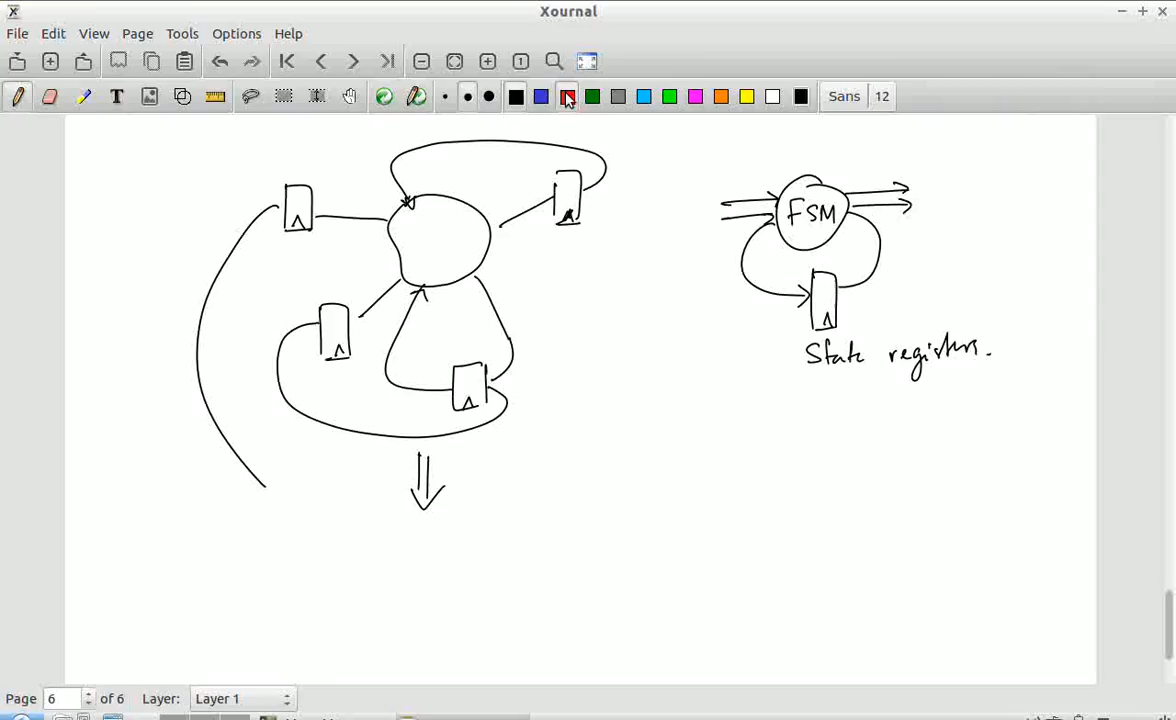 Xournal
File Edit View Page Tools Options Help
Sans 12
FSM
State registers.
Page 6 of 6 Layer: Layer 1